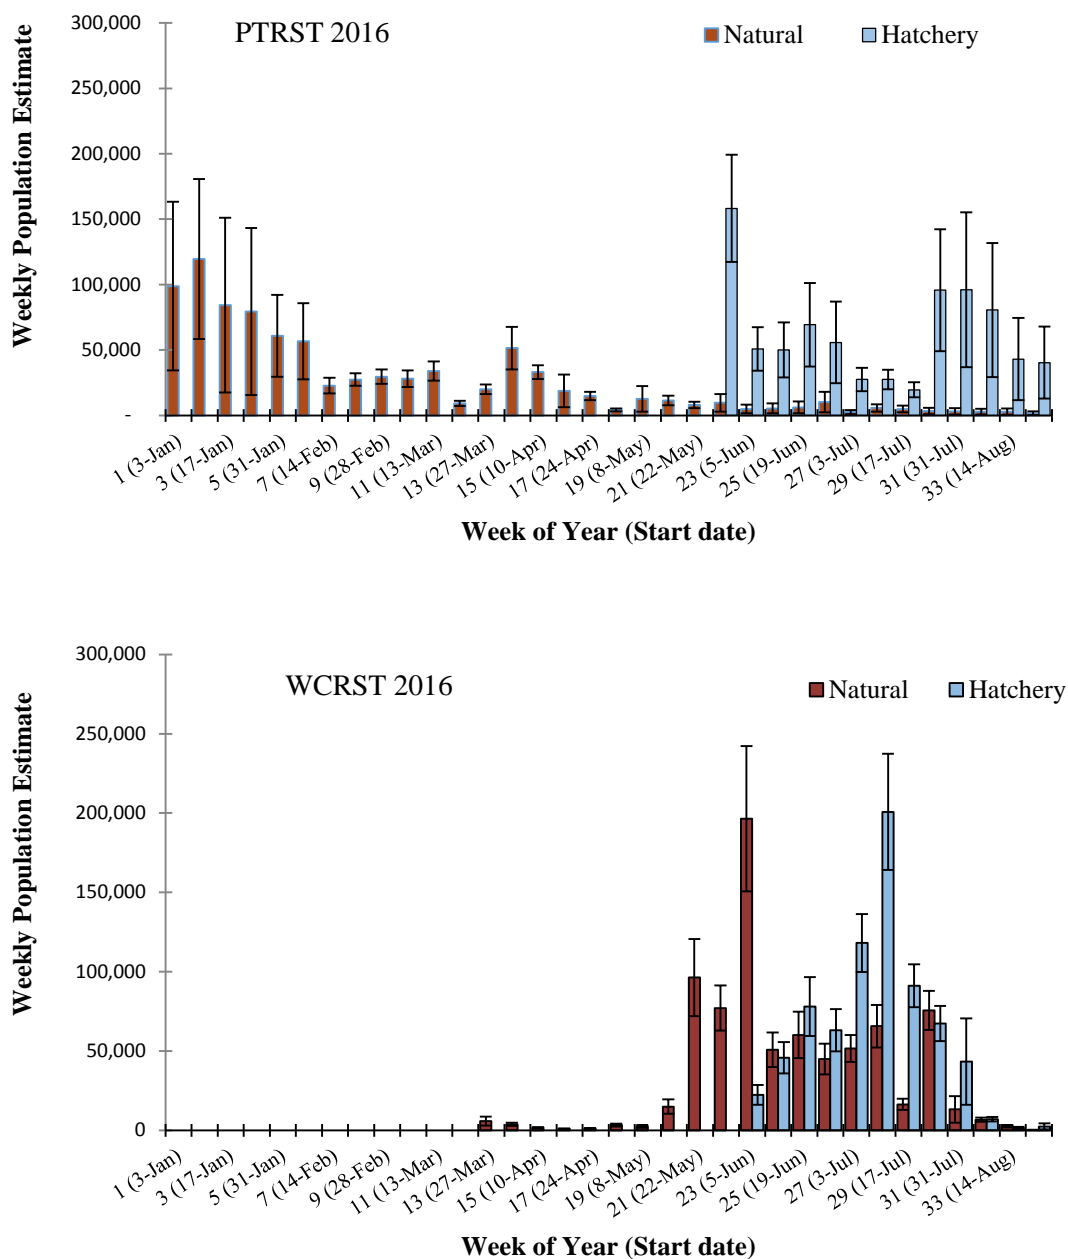 PTRST 2016
Natural
Hatchery
Weekly Population Estimate
300,000
250,000
200,000
150,000
100,000
50,000
-
1 (3-Jan)
3 (17-Jan)
5 (31-Jan)
7 (14-Feb)
9 (28-Feb)
11 (13-Mar)
13 (27-Mar)
15 (10-Apr)
17 (24-Apr)
19 (8-May)
21 (22-May)
23 (5-Jun)
25 (19-Jun)
27 (3-Jul)
29 (17-Jul)
31 (31-Jul)
33 (14-Aug)
Week of Year (Start date)
WCRST 2016
Natural
Hatchery
Weekly Population Estimate
300,000
250,000
200,000
150,000
100,000
50,000
0
1 (3-Jan)
3 (17-Jan)
5 (31-Jan)
7 (14-Feb)
9 (28-Feb)
11 (13-Mar)
13 (27-Mar)
15 (10-Apr)
17 (24-Apr)
19 (8-May)
21 (22-May)
23 (5-Jun)
25 (19-Jun)
27 (3-Jul)
29 (17-Jul)
31 (31-Jul)
33 (14-Aug)
Week of Year (Start date)